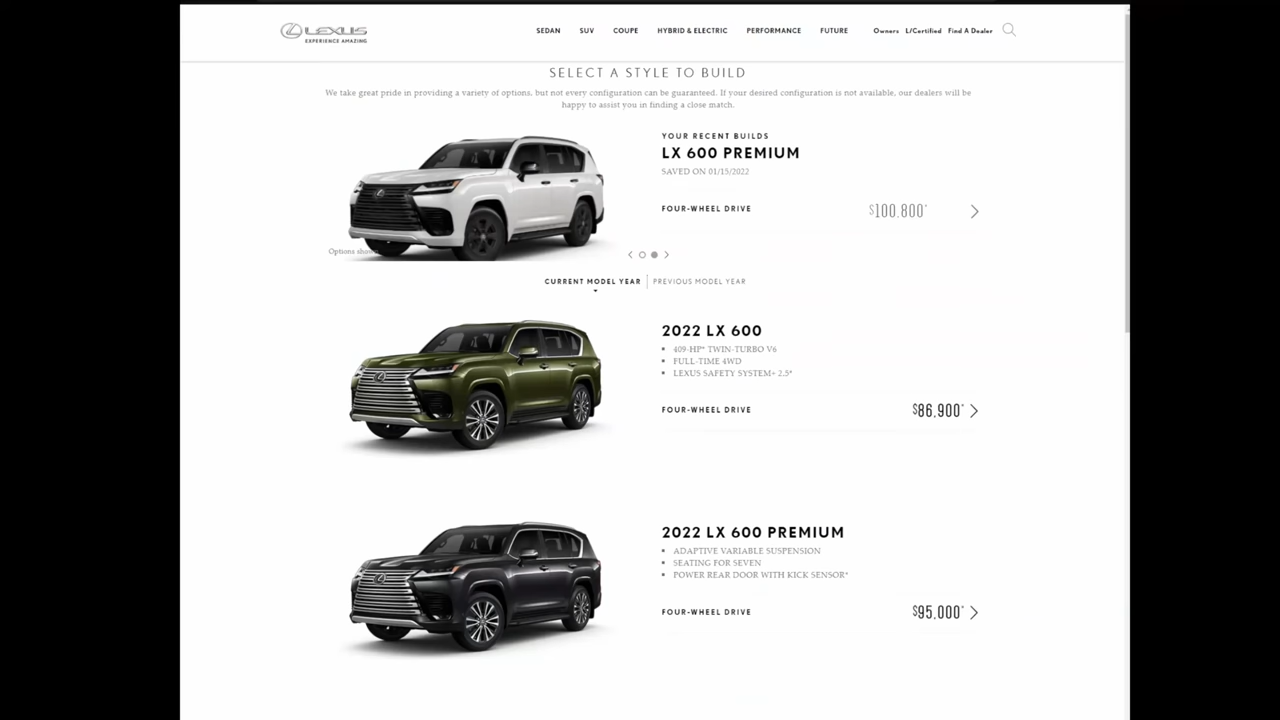 LEXUS
EXPERIENCE AMAZING
SEDAN SUV COUPE HYBRID & ELECTRIC PERFORMANCE FUTURE Owners L/Certified Find A Dealer
SELECT A STYLE TO BUILD
We take great pride in providing a variety of options, but not every configuration can be guaranteed. If your desired configuration is not available, our dealers will be
happy to assist you in finding a close match.
YOUR RECENT BUILDS
LX 600 PREMIUM
SAVED ON 01/15/2022
FOUR-WHEEL DRIVE $100,800*
Options
CURRENT MODEL YEAR PREVIOUS MODEL YEAR
2022 LX 600
409-HP* TWIN-TURBO V6
FULL-TIME 4WD
LEXUS SAFETY SYSTEM+ 2.5*
FOUR-WHEEL DRIVE $86,900*
2022 LX 600 PREMIUM
ADAPTIVE VARIABLE SUSPENSION
SEATING FOR SEVEN
POWER REAR DOOR WITH KICK SENSOR*
FOUR-WHEEL DRIVE $95,000*